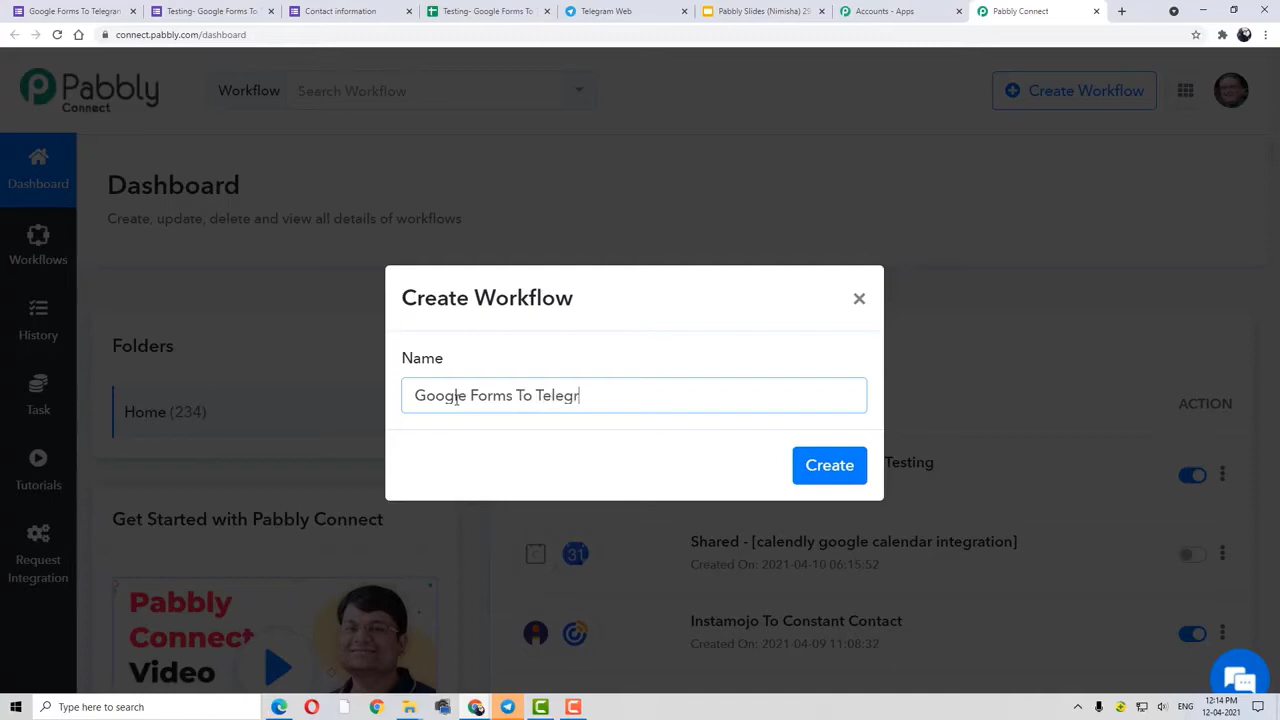 Google Forms To Telegram
Testing- Google Forms To
Contact information
Testing- Google Forms To
Telegram Web
Pabbly Slides (Nimisha) 29
Accounts - Apps
Pabbly Connect
connect.pabbly.com/dashboard
Pabbly
Connect
Workflow
Search Workflow
Create Workflow
Dashboard
Workflows
History
Task
Tutorials
Request
Integration
Dashboard
Create, update, delete and view all details of workflows
Folders
Home (234)
Get Started with Pabbly Connect
Pabbly
Connect
Video
Create Workflow
×
Name
Google Forms To Telegr
Create
ACTION
Testing
Shared - [calendly google calendar integration]
Created On: 2021-04-10 06:15:52
31
Instamojo To Constant Contact
Created On: 2021-04-09 11:08:32
Type here to search
ENG
12:14 PM
12-04-2021